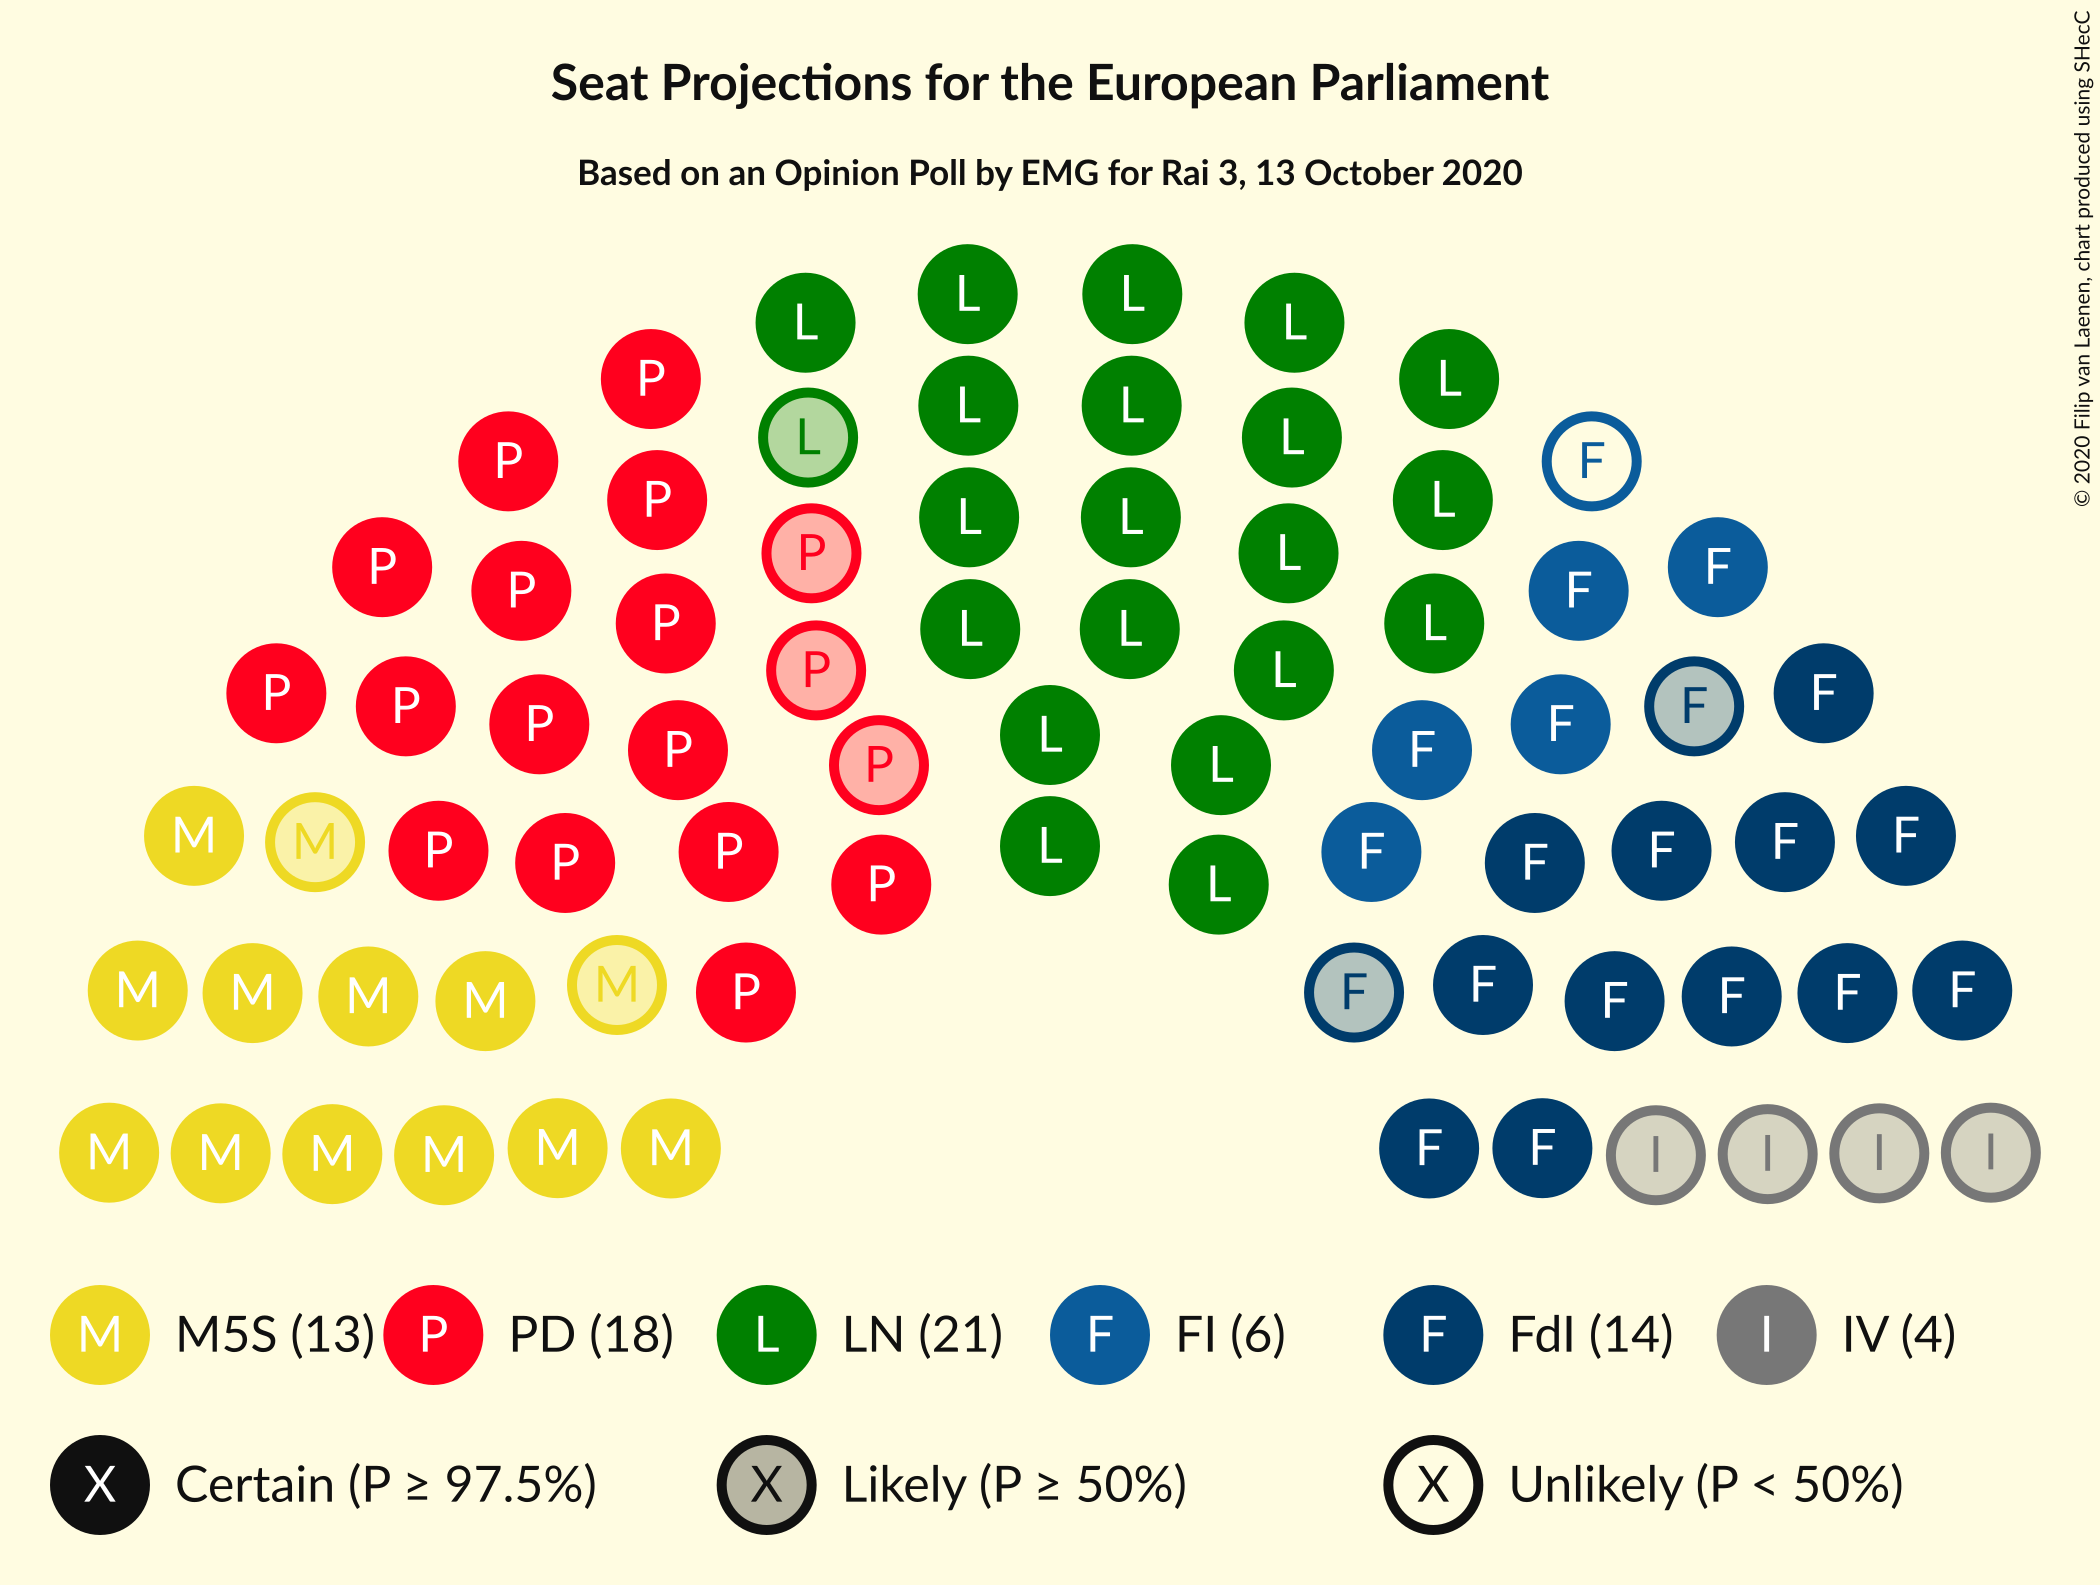 Seat Projections for the European Parliament
Based on an Opinion Poll by EMG for Rai 3, 13 October 2020
© 2020 Filip van Laenen, chart produced using SHecC
L L
L L
P L
L L
L P
L L
P F
P L
L L
P P L F F
P L
P F
P L
L L
P P L F F
P P P F F
L
P F
P L
M M P P P F F F F F
L
P L
M M M M M P F F F F F F
M M M M M M F F I I I I
M M5S (13) P PD (18) L LN (21) F FI (6) F FdI (14) I IV (4)
X Certain (P ≥ 97.5%) X Likely (P ≥ 50%) X Unlikely (P < 50%)